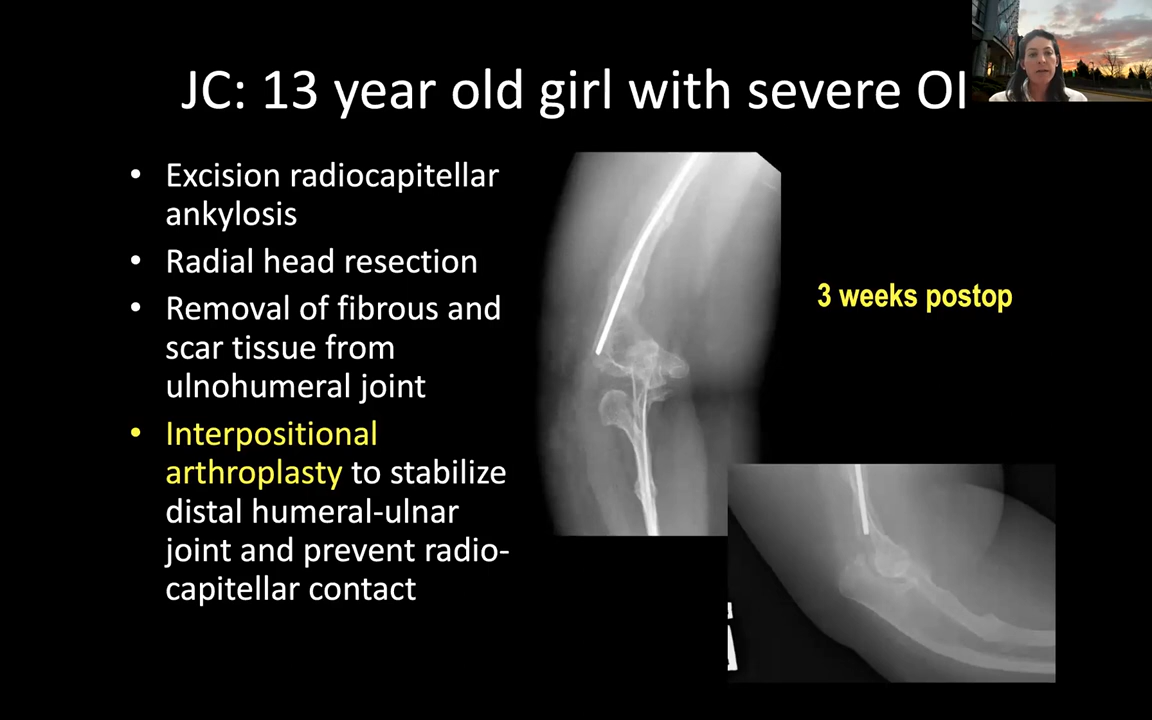 JC: 13 year old girl with severe OI
• Excision radiocapitellar
ankylosis
• Radial head resection
• Removal of fibrous and
scar tissue from
ulnohumeral joint
• Interpositional
arthroplasty to stabilize
distal humeral-ulnar
joint and prevent radio-
capitellar contact
3 weeks postop